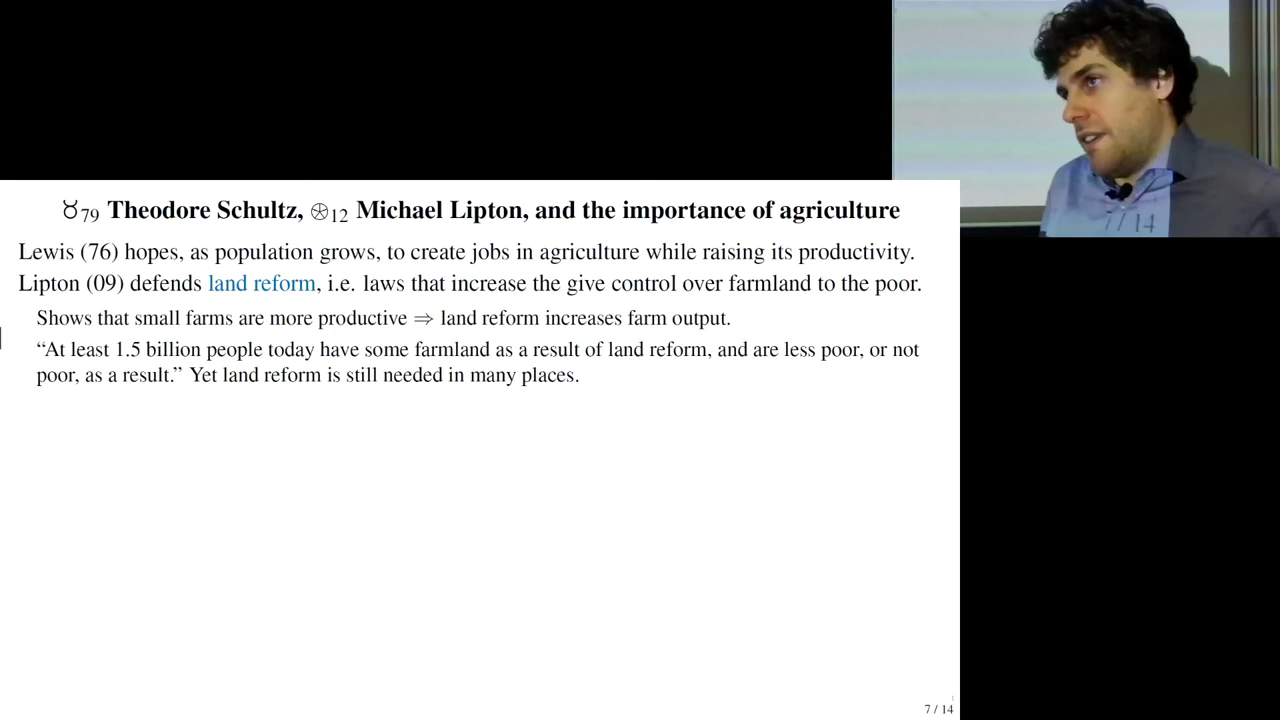 ♉79 Theodore Schultz, ⊛12 Michael Lipton, and the importance of agriculture
Lewis (76) hopes, as population grows, to create jobs in agriculture while raising its productivity.
Lipton (09) defends land reform, i.e. laws that increase the give control over farmland to the poor.
Shows that small farms are more productive ⇒ land reform increases farm output.
“At least 1.5 billion people today have some farmland as a result of land reform, and are less poor, or not
poor, as a result.” Yet land reform is still needed in many places.
7 / 14
7 / 14